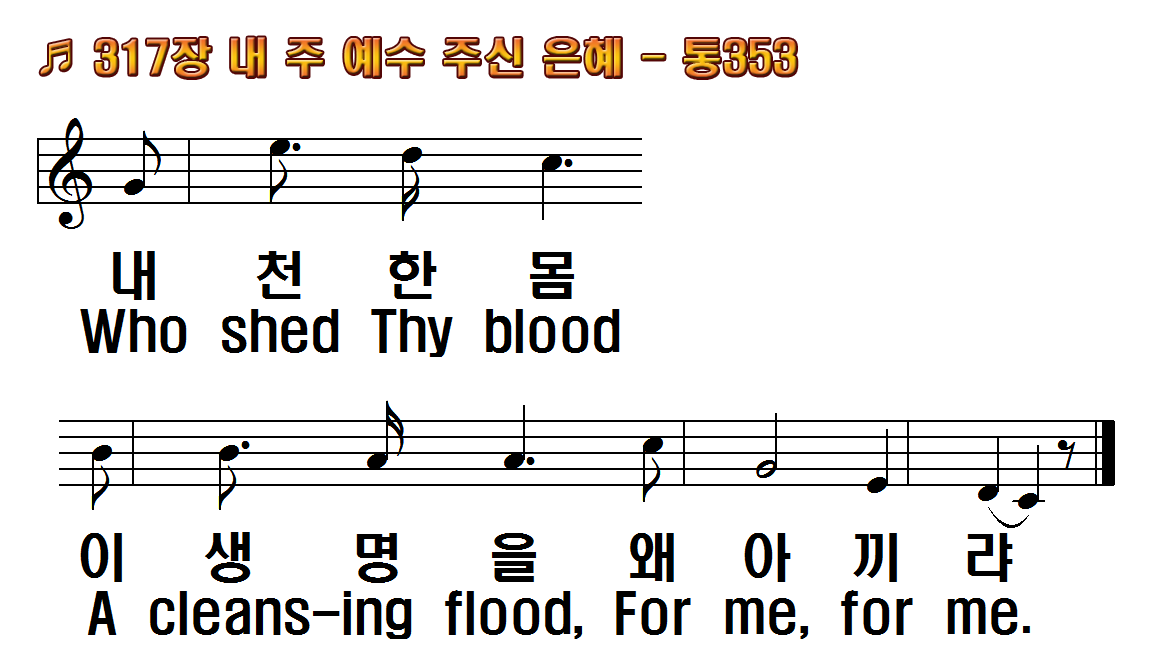 ♬ 317장 내 주 예수 주신 은혜 - 통353
내 천 한 몸
Who shed Thy blood
이 생 명 을 왜 아 끼 랴
A cleans-ing flood, For me, for me.